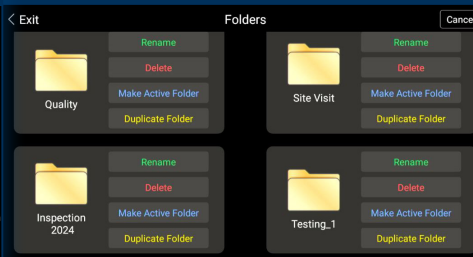 Exit
Folders
Cance
Quality
Rename
Delete
Make Active Folder
Duplicate Folder
Site Visit
Rename
Delete
Make Active Folder
Duplicate Folder
Inspection
2024
Rename
Delete
Make Active Folder
Duplicate Folder
Testing_1
Rename
Delete
Make Active Folder
Duplicate Folder